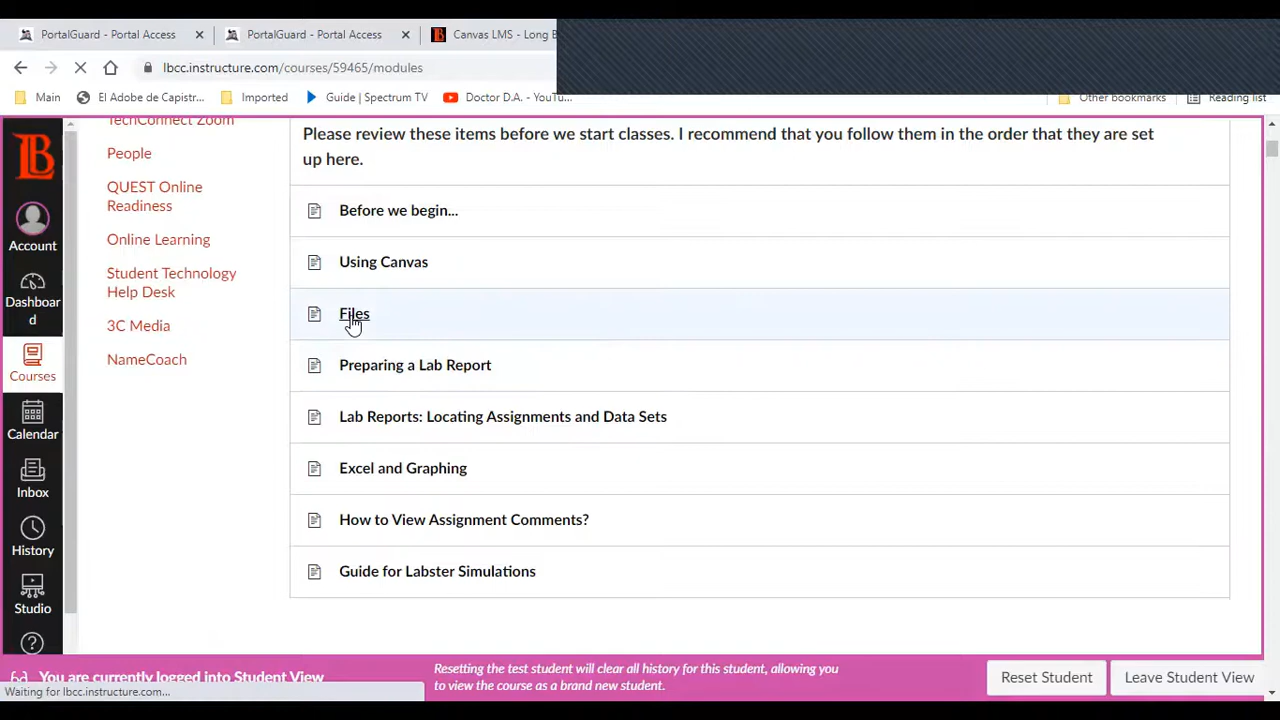 PortalGuard - Portal Access
PortalGuard - Portal Access
Canvas LMS - Long B
lbcc.instructure.com/courses/59465/modules
Main
El Adobe de Capistr...
Imported
Guide | Spectrum TV
Doctor D.A. - YouTu...
Other bookmarks
Reading list
LB
Account
Dashboar
d
Courses
Calendar
Inbox
History
Studio
TechConnect Zoom
People
QUEST Online
Readiness
Online Learning
Student Technology
Help Desk
3C Media
NameCoach
Please review these items before we start classes. I recommend that you follow them in the order that they are set
up here.
Before we begin...
Using Canvas
Files
Preparing a Lab Report
Lab Reports: Locating Assignments and Data Sets
Excel and Graphing
How to View Assignment Comments?
Guide for Labster Simulations
You are currently logged into Student View
Resetting the test student will clear all history for this student, allowing you
to view the course as a brand new student.
Reset Student
Leave Student View
Waiting for lbcc.instructure.com...